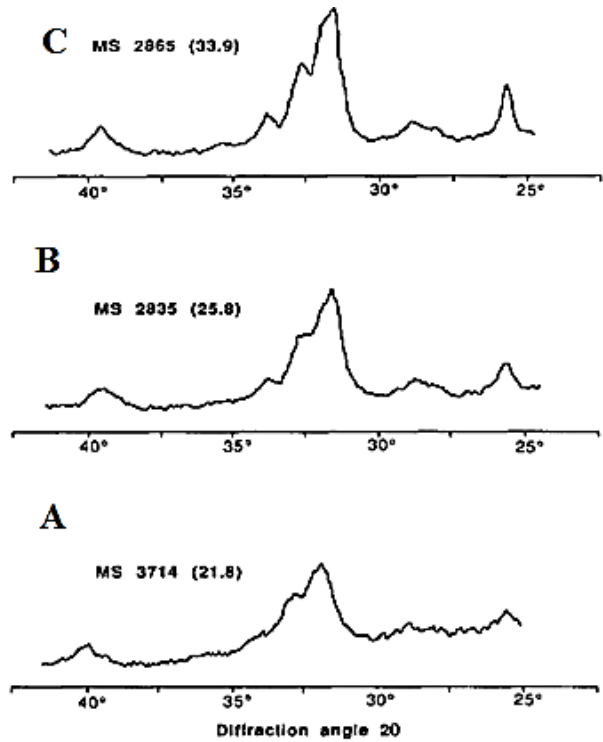 C MS 2865 (33.9)
40° 35° 30° 25°
B
MS 2835 (25.8)
40° 35° 30° 25°
A
MS 3714 (21.8)
40° 35° 30° 25°
Diffraction angle 2θ